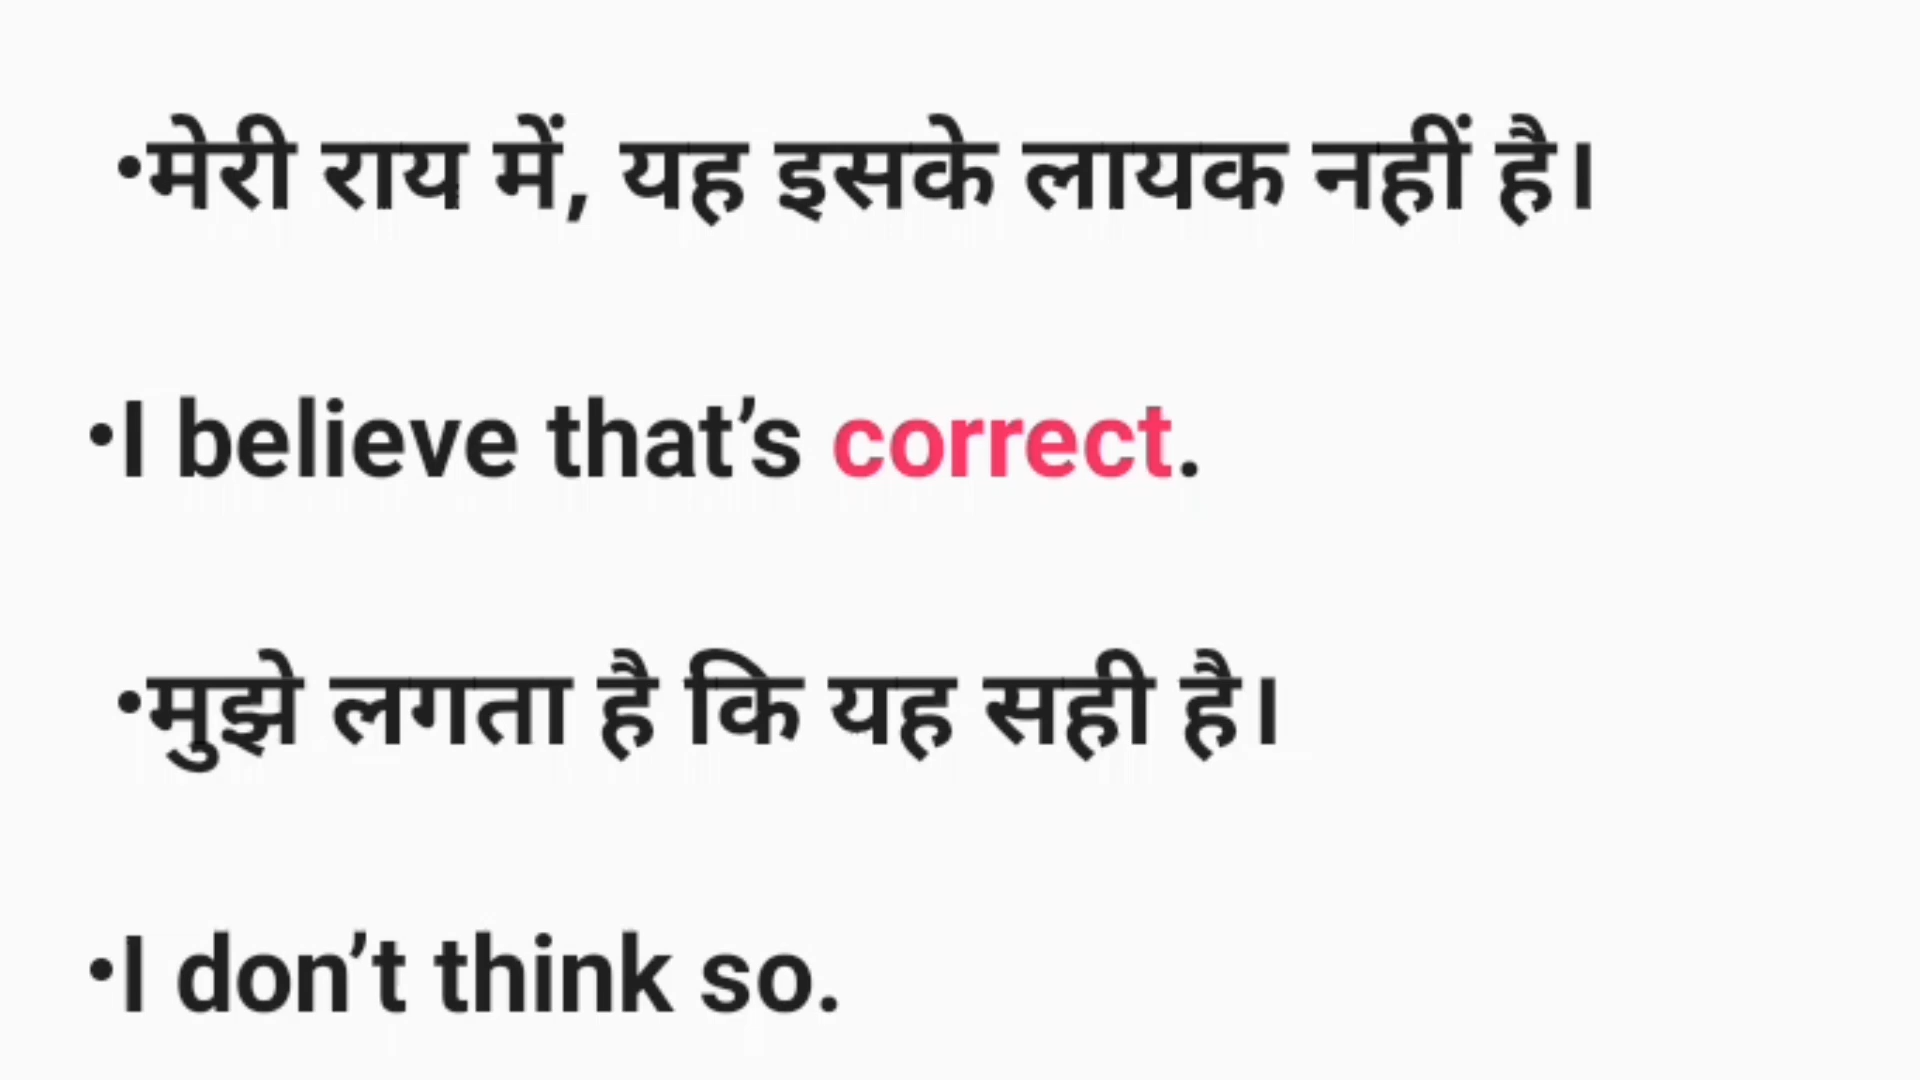 •मेरी राय में, यह इसके लायक नहीं है।
•I believe that’s correct.
•मुझे लगता है कि यह सही है।
•I don’t think so.